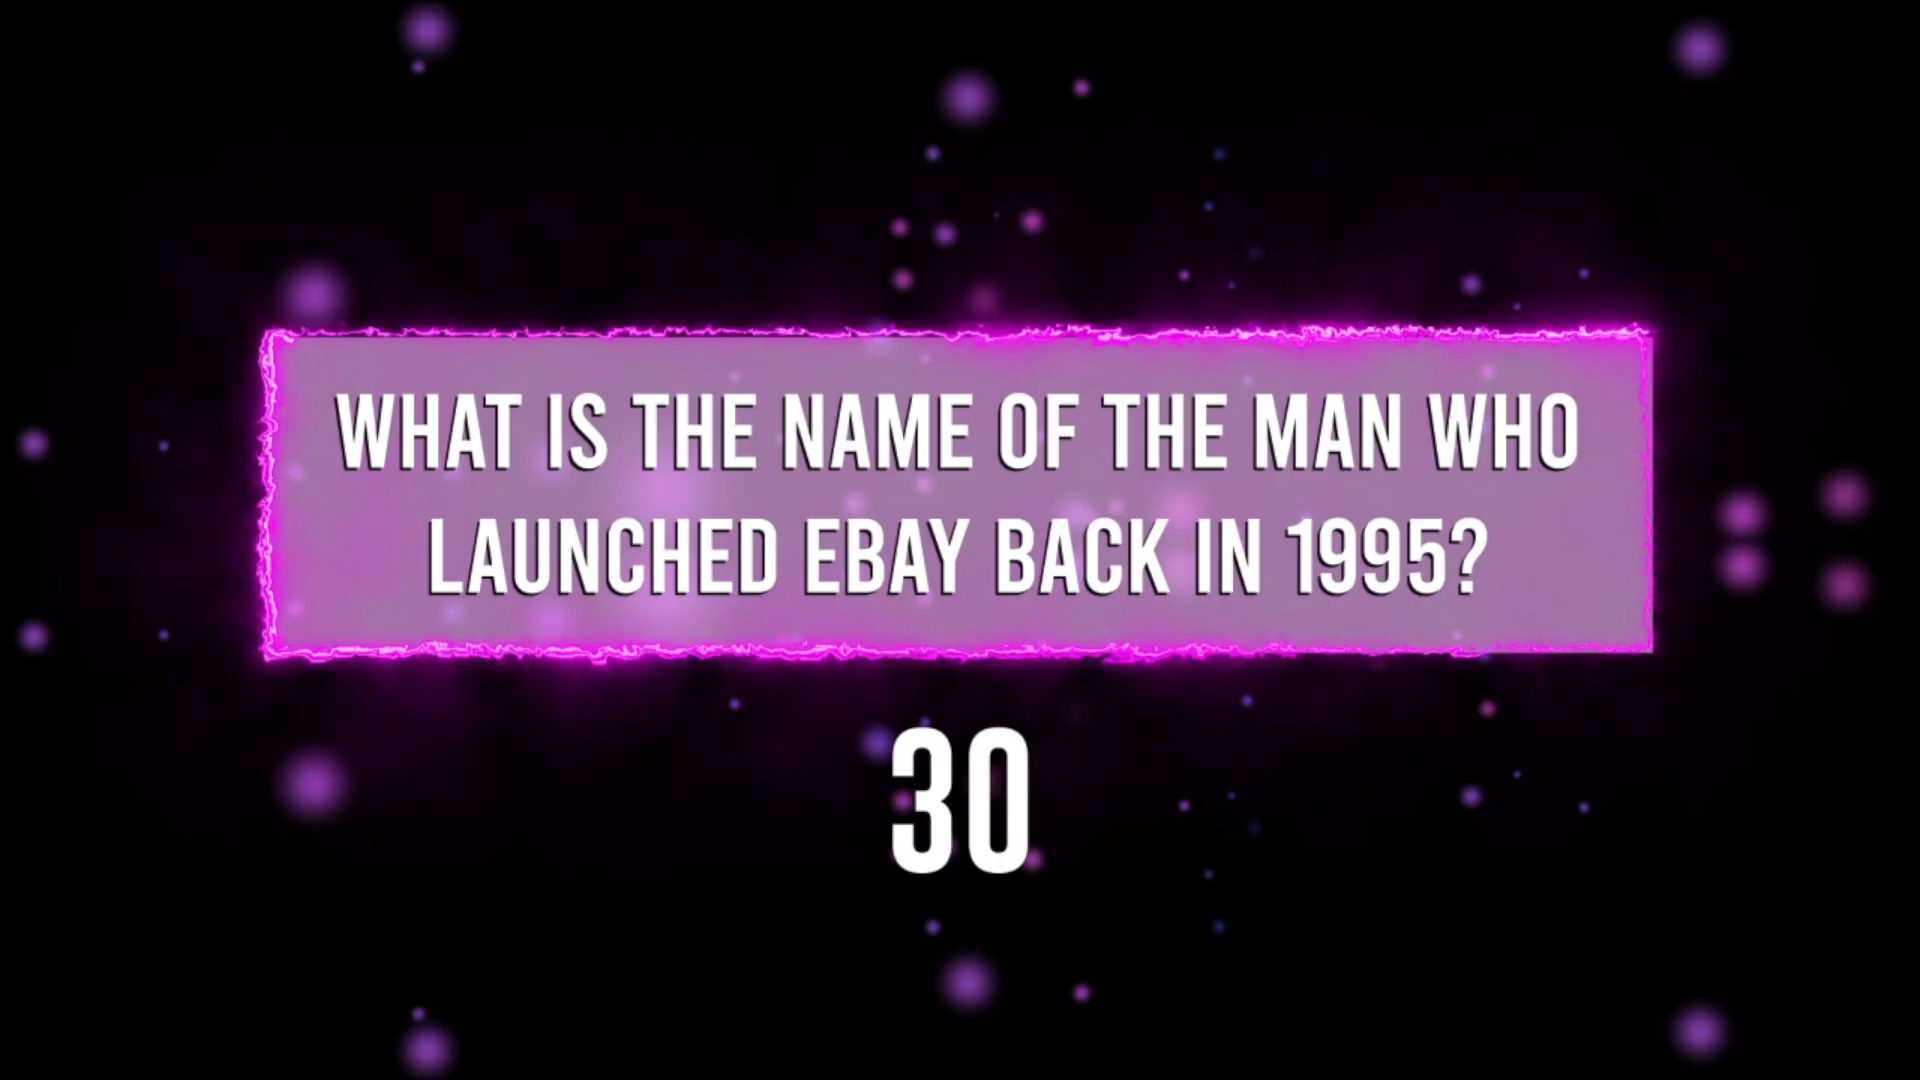 WHAT IS THE NAME OF THE MAN WHO
LAUNCHED EBAY BACK IN 1995?
30